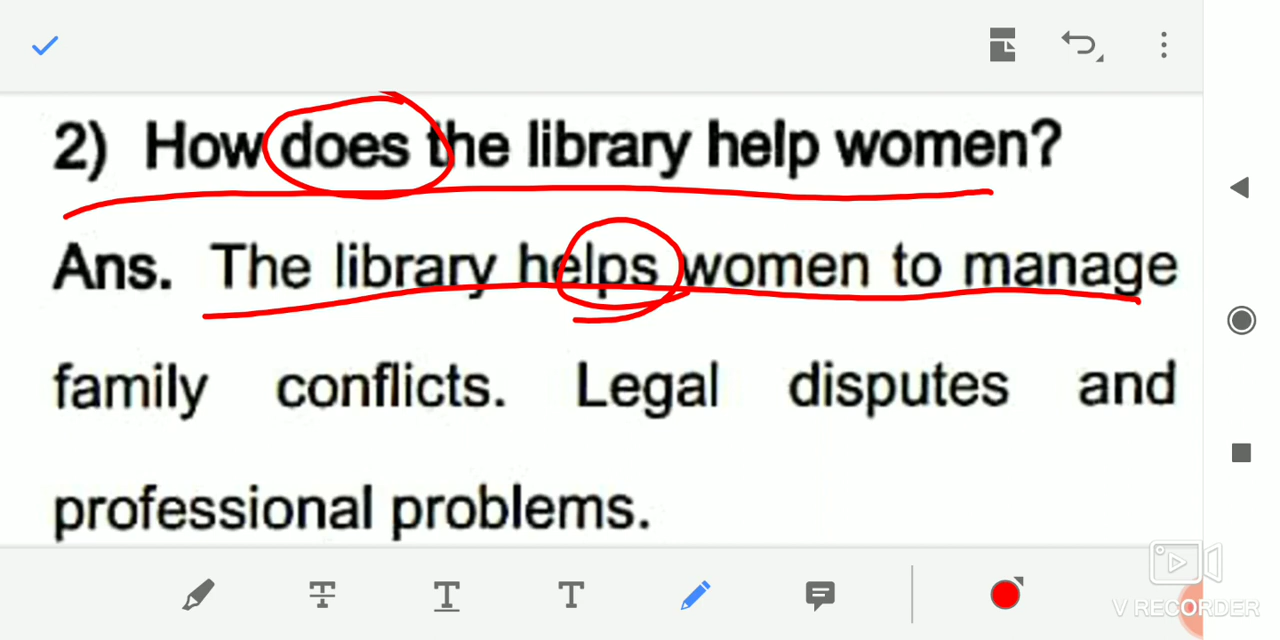 2) How does the library help women?
Ans. The library helps women to manage
family conflicts. Legal disputes and
professional problems.
T T T
V RECORDER